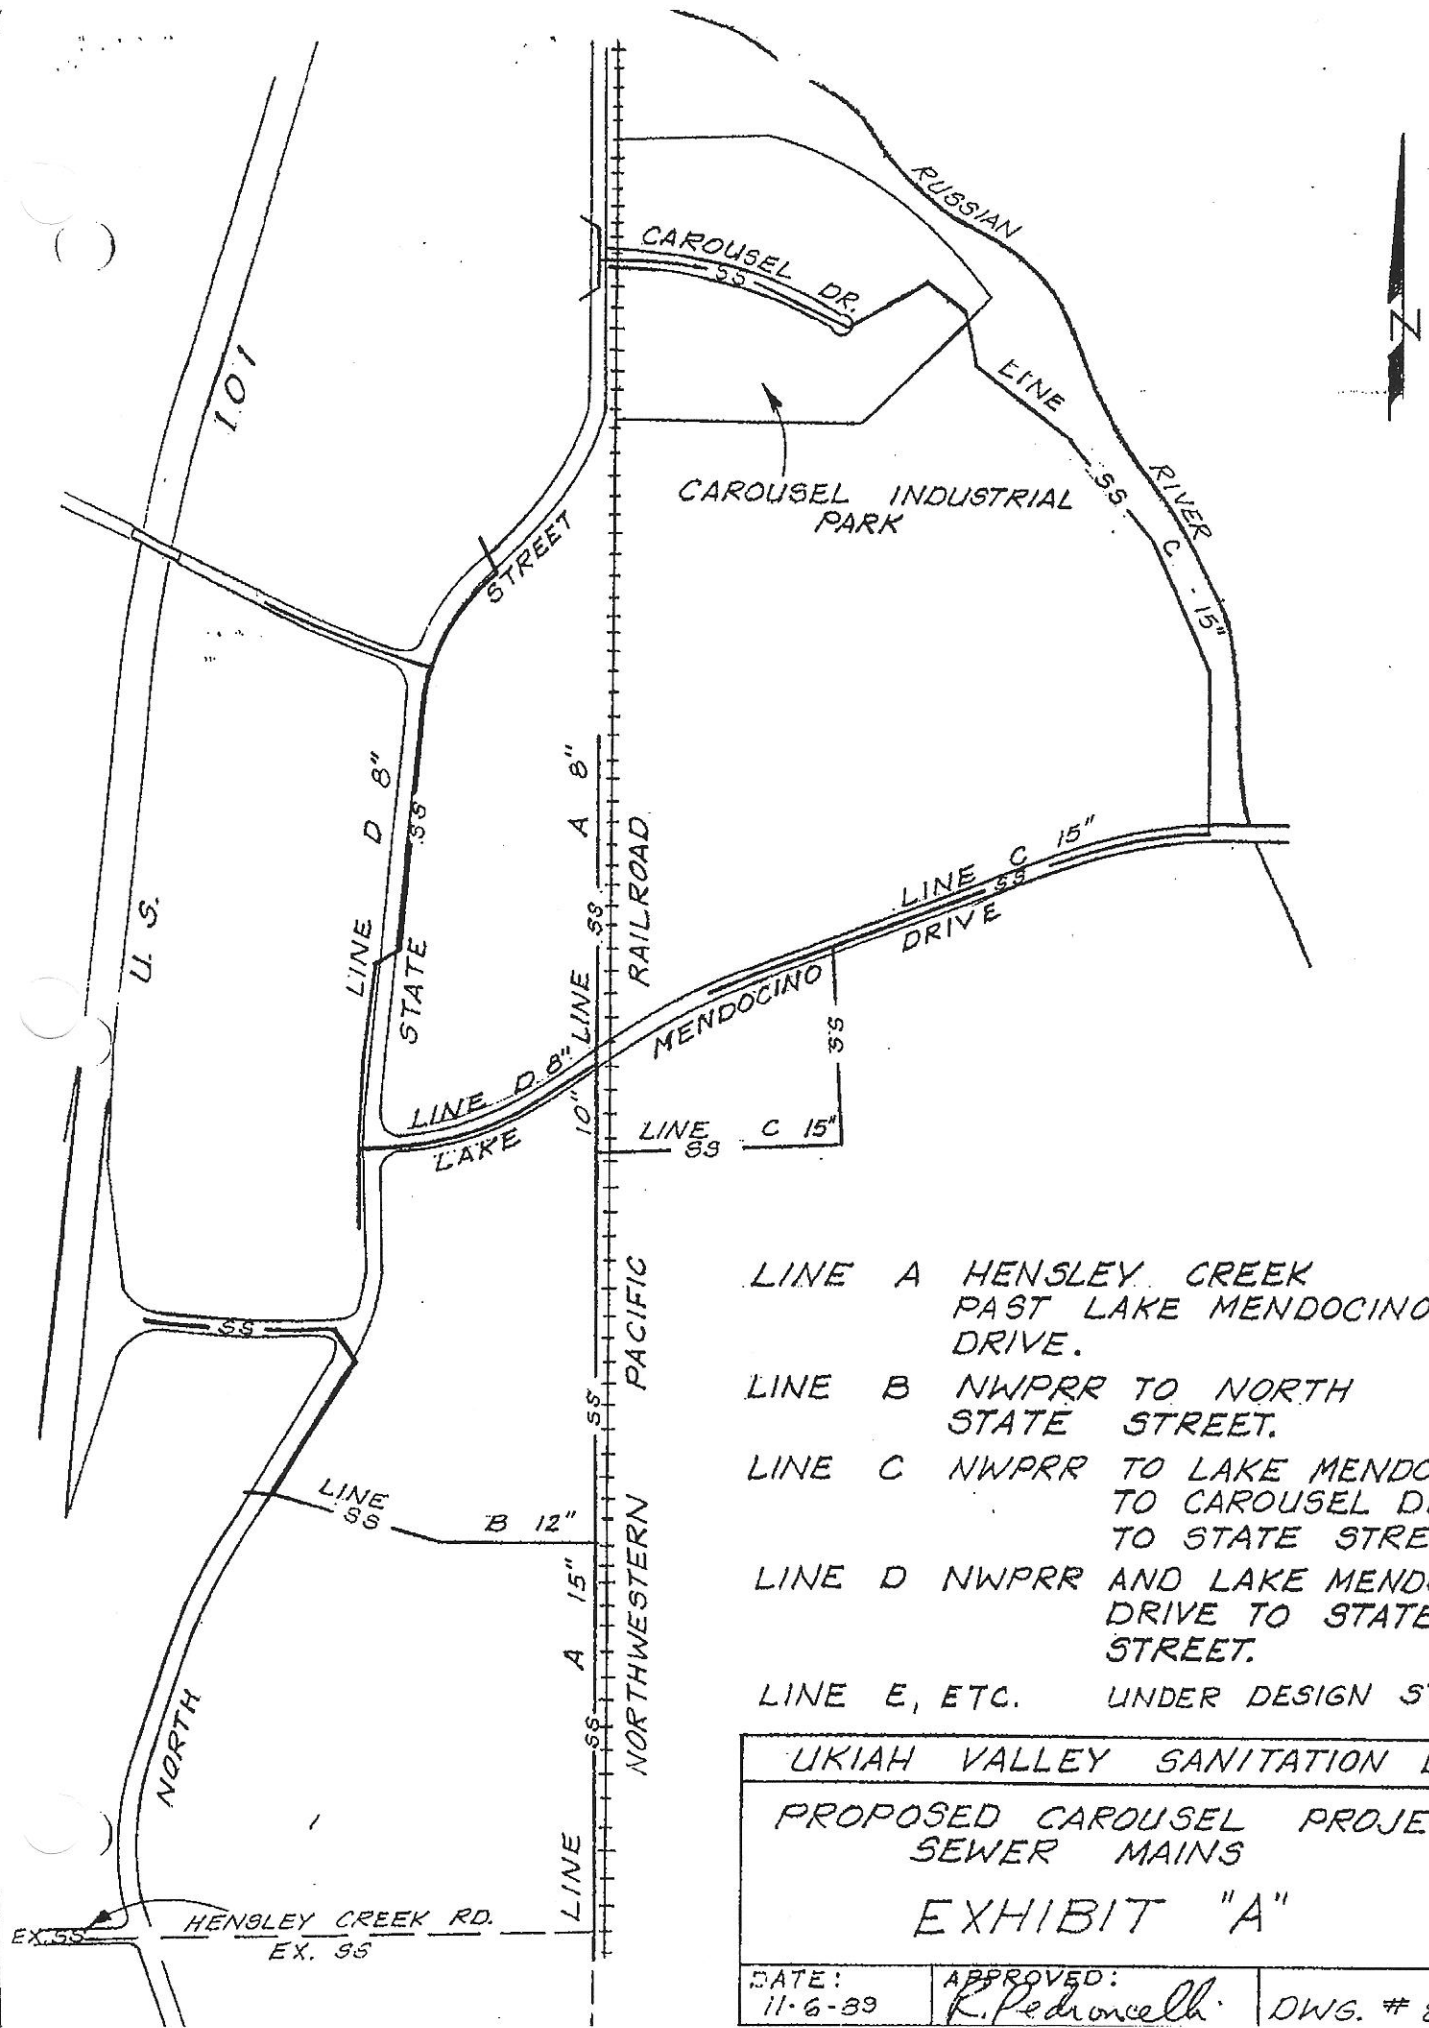 RUSSIAN
CAROUSEL DR.
SS
N
101
LINE
SS
C - 15"
RIVER
CAROUSEL INDUSTRIAL
PARK
STREET
LINE D 8"
SS
STATE
U. S.
LINE A 8"
SS
RAILROAD
LINE C 15"
SS
MENDOCINO DRIVE
SS
LINE D 8"
LAKE
10"
LINE C 15"
SS
SS
LINE B 12"
SS
SS
PACIFIC
NORTHWESTERN
LINE A 15"
SS
NORTH
HENSLEY CREEK RD.
EX. SS
EX. SS
LINE A HENSLEY CREEK
PAST LAKE MENDOCINO
DRIVE.
LINE B NWPRR TO NORTH
STATE STREET.
LINE C NWPRR TO LAKE MENDOC
TO CAROUSEL D
TO STATE STRE
LINE D NWPRR AND LAKE MENDO
DRIVE TO STATE
STREET.
LINE E, ETC. UNDER DESIGN ST
UKIAH VALLEY SANITATION
PROPOSED CAROUSEL PROJE
SEWER MAINS
EXHIBIT "A"
DATE:
11-6-89
APPROVED:
R. Pedroncelli
DWG. #